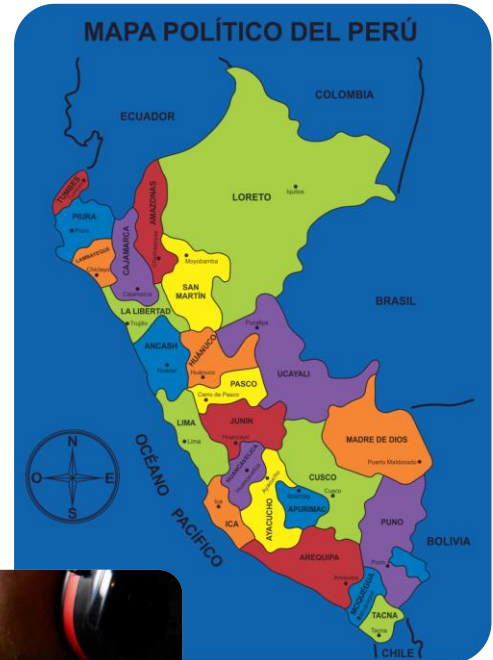 MAPA POLÍTICO DEL PERÚ
COLOMBIA
ECUADOR
TUMBES
AMAZONAS
LORETO
Iquitos
PIURA
Piura
CAJAMARCA
LAMBAYEQUE
Chiclayo
Moyobamba
SAN
MARTÍN
Cajamarca
BRASIL
LA LIBERTAD
Trujillo
Pucallpa
ANCASH
HUÁNUCO
Huaraz
Huánuco
UCAYALI
PASCO
Cerro de Pasco
LIMA
Lima
JUNIN
Huancayo
MADRE DE DIOS
Puerto Maldonado
HUANCAVELICA
Huancavelica
CUSCO
Cusco
Ayacucho
AYACUCHO
APURIMAC
Ica
ICA
OCÉANO
PACÍFICO
N
O
E
S
PUNO
Puno
BOLIVIA
AREQUIPA
Arequipa
MOQUEGUA
TACNA
Tacna
CHILE